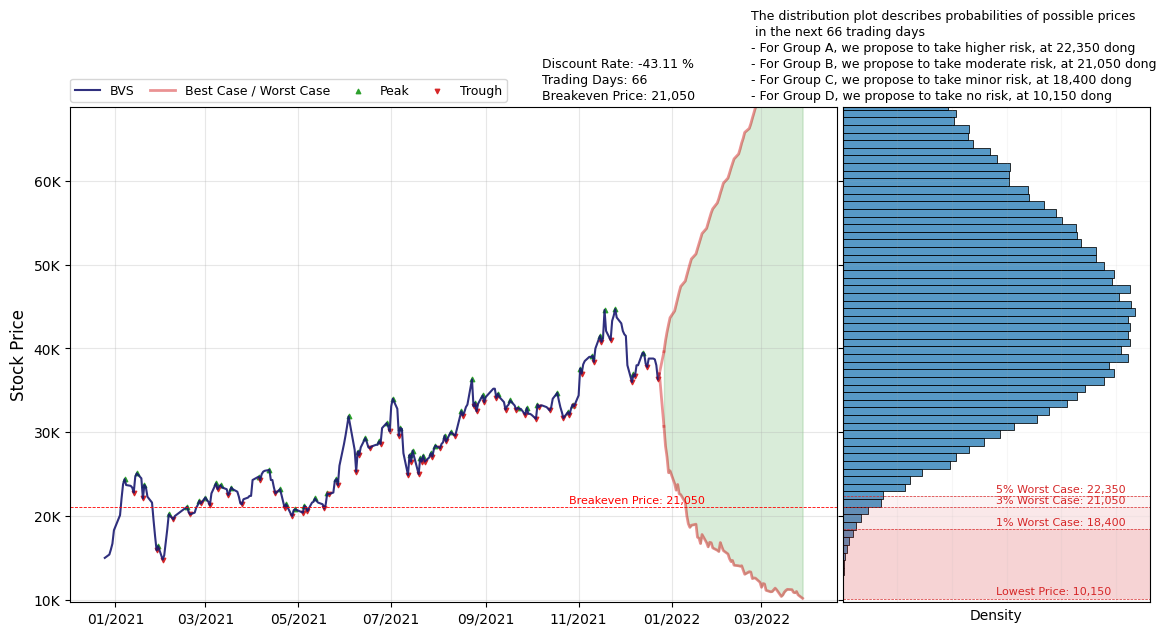 The distribution plot describes probabilities of possible prices
in the next 66 trading days
- For Group A, we propose to take higher risk, at 22,350 dong
- For Group B, we propose to take moderate risk, at 21,050 dong
- For Group C, we propose to take minor risk, at 18,400 dong
- For Group D, we propose to take no risk, at 10,150 dong
Discount Rate: -43.11 %
Trading Days: 66
Breakeven Price: 21,050
BVS
Best Case / Worst Case
Peak
Trough
Stock Price
60K
50K
40K
30K
20K
10K
Breakeven Price: 21,050
01/2021
03/2021
05/2021
07/2021
09/2021
11/2021
01/2022
03/2022
5% Worst Case: 22,350
3% Worst Case: 21,050
1% Worst Case: 18,400
Lowest Price: 10,150
Density